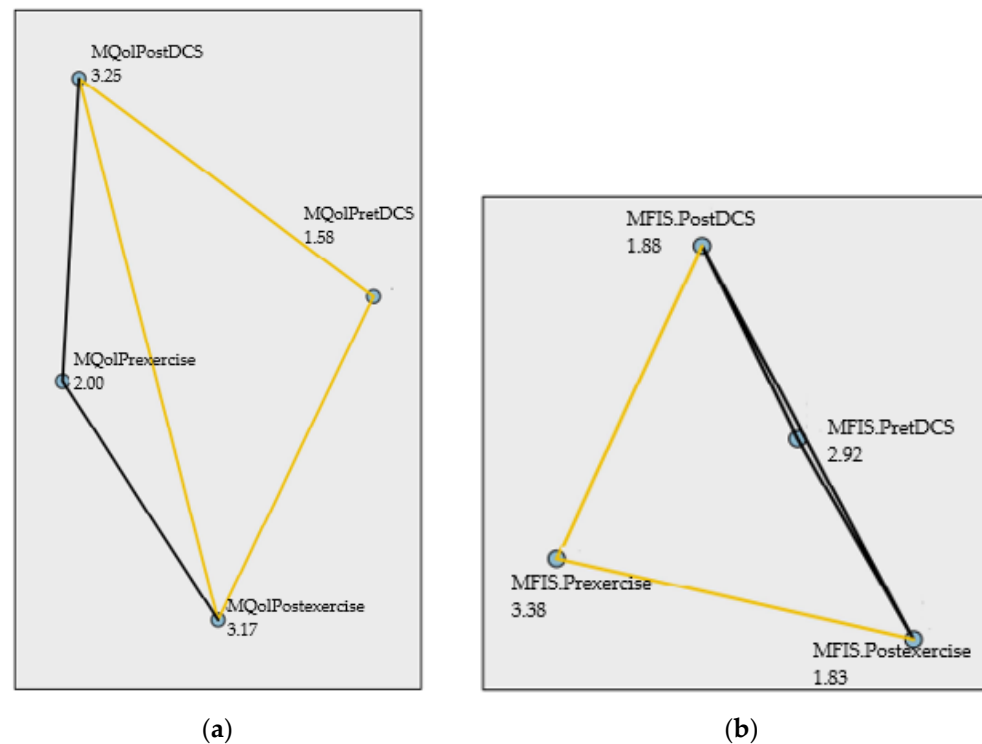 MQolPostDCS
3.25
MQolPretDCS
1.58
MQolPrexercise
2.00
MQolPostexercise
3.17
(a)
MFIS.PostDCS
1.88
MFIS.PretDCS
2.92
MFIS.Prexercise
3.38
MFIS.Postexercise
1.83
(b)